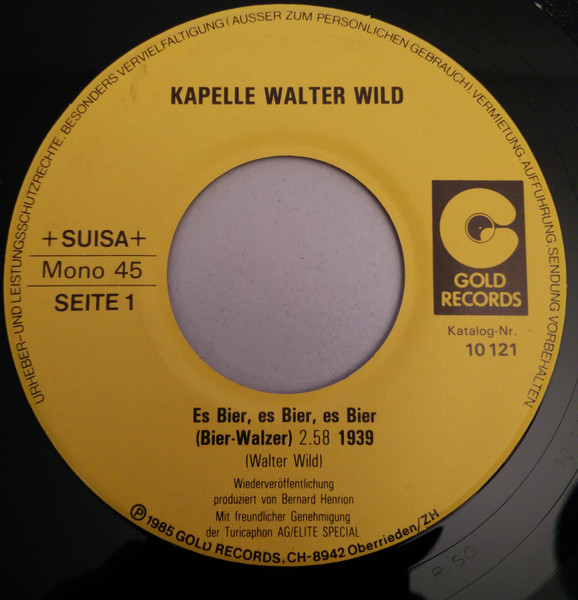 URHEBER-UND LEISTUNGSSCHUTZRECHTE, BESONDERS VERVIELFÄLTIGUNG (AUSSER ZUM PERSÖNLICHEN GEBRAUCH), VERMIETUNG, AUFFÜHRUNG, SENDUNG VORBEHALTEN
KAPELLE WALTER WILD
+SUISA+
Mono 45
SEITE 1
GOLD
RECORDS
Katalog-Nr.
10 121
Es Bier, es Bier, es Bier
(Bier-Walzer) 2.58 1939
(Walter Wild)
Wiederveröffentlichung
produziert von Bernard Henrion
Mit freundlicher Genehmigung
der Turicaphon AG/ELITE SPECIAL
Ⓟ 1985 GOLD RECORDS, CH-8942 Oberrieden/ZH